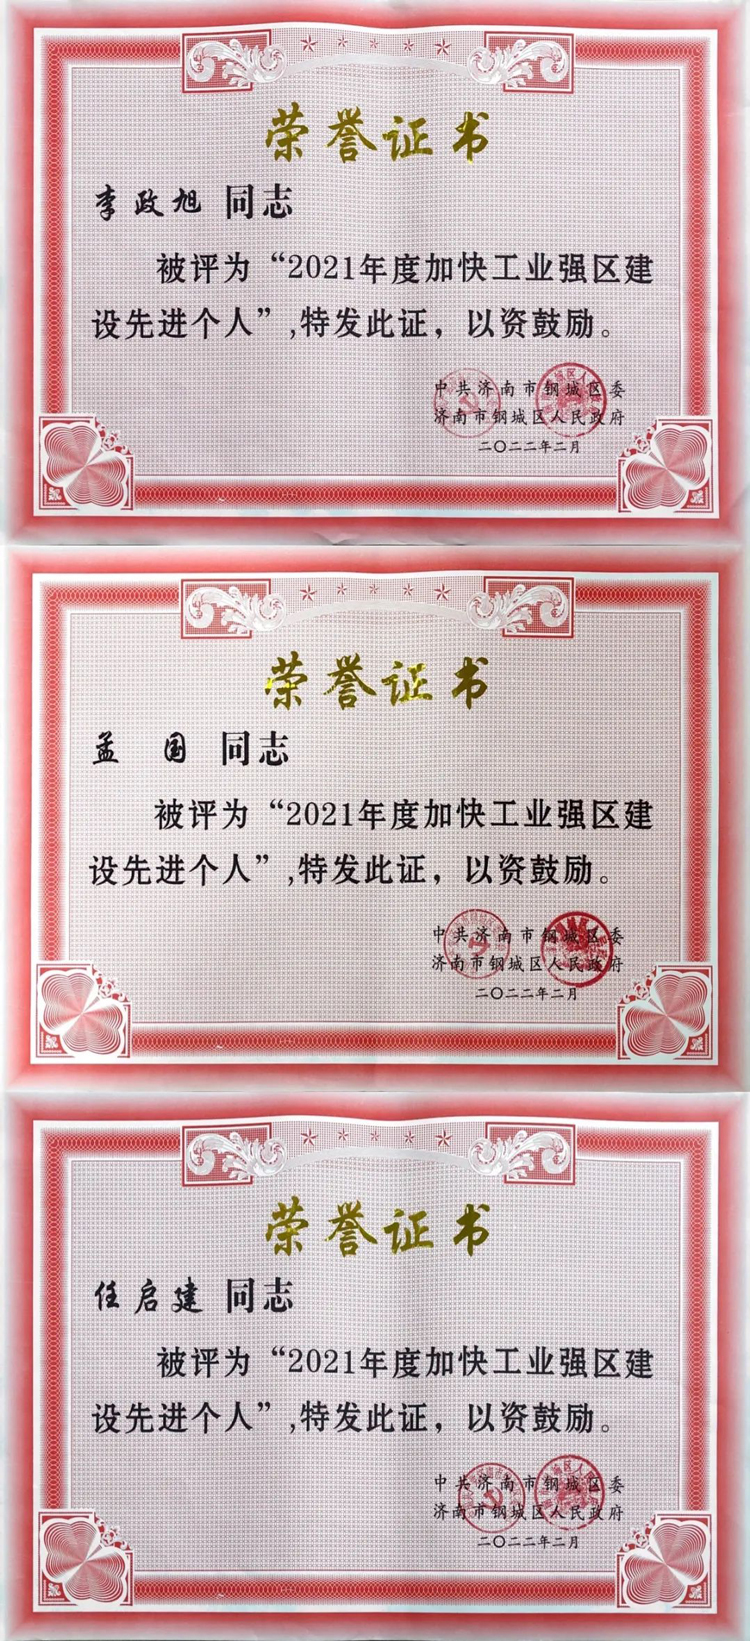 荣誉证书
李政旭 同志
被评为“2021年度加快工业强区建
设先进个人”,特发此证，以资鼓励。
中共济南市钢城区委
济南市钢城区人民政府
二〇二二年二月
荣誉证书
孟 国 同志
被评为“2021年度加快工业强区建
设先进个人”,特发此证，以资鼓励。
中共济南市钢城区委
济南市钢城区人民政府
二〇二二年二月
荣誉证书
任启建 同志
被评为“2021年度加快工业强区建
设先进个人”,特发此证，以资鼓励。
中共济南市钢城区委
济南市钢城区人民政府
二〇二二年二月